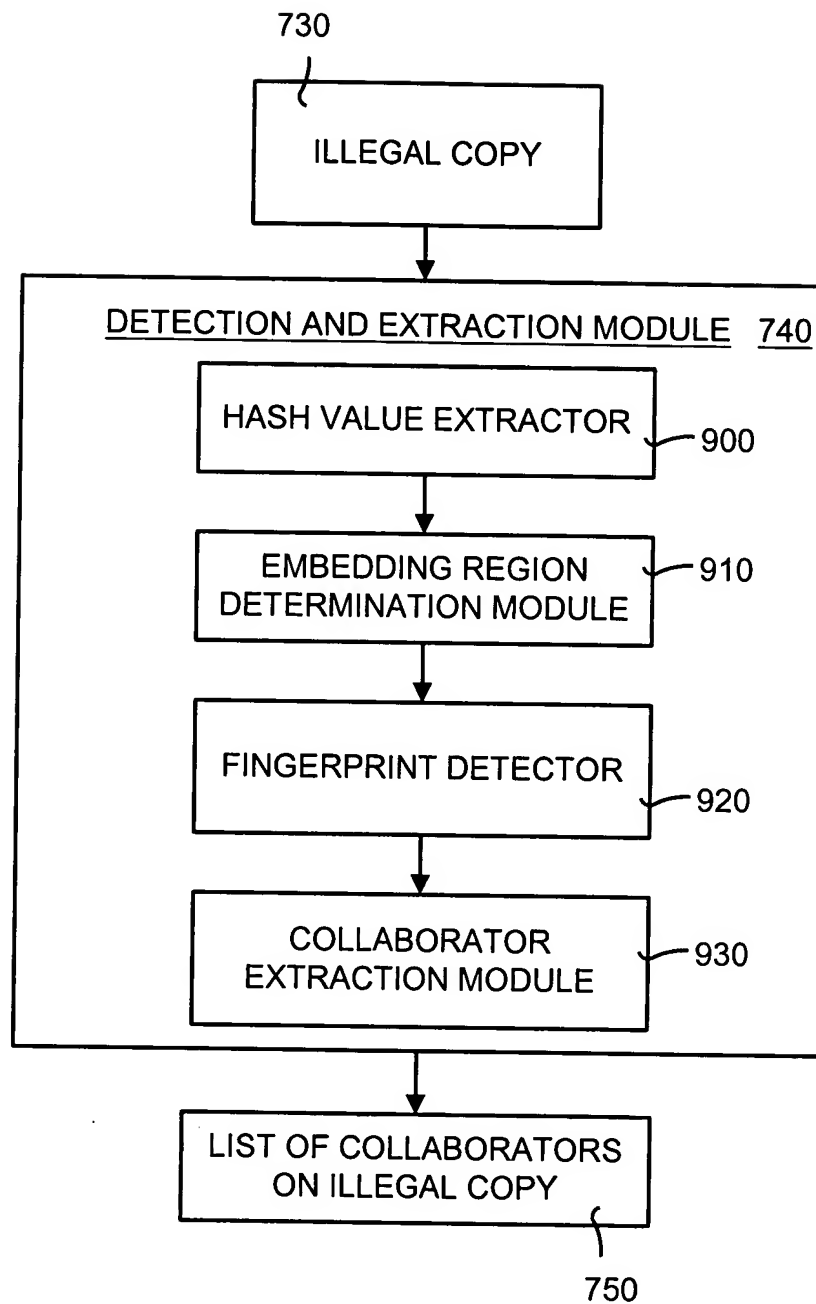 730
ILLEGAL COPY
DETECTION AND EXTRACTION MODULE 740
HASH VALUE EXTRACTOR
900
EMBEDDING REGION
DETERMINATION MODULE
910
FINGERPRINT DETECTOR
920
COLLABORATOR
EXTRACTION MODULE
930
LIST OF COLLABORATORS
ON ILLEGAL COPY
750